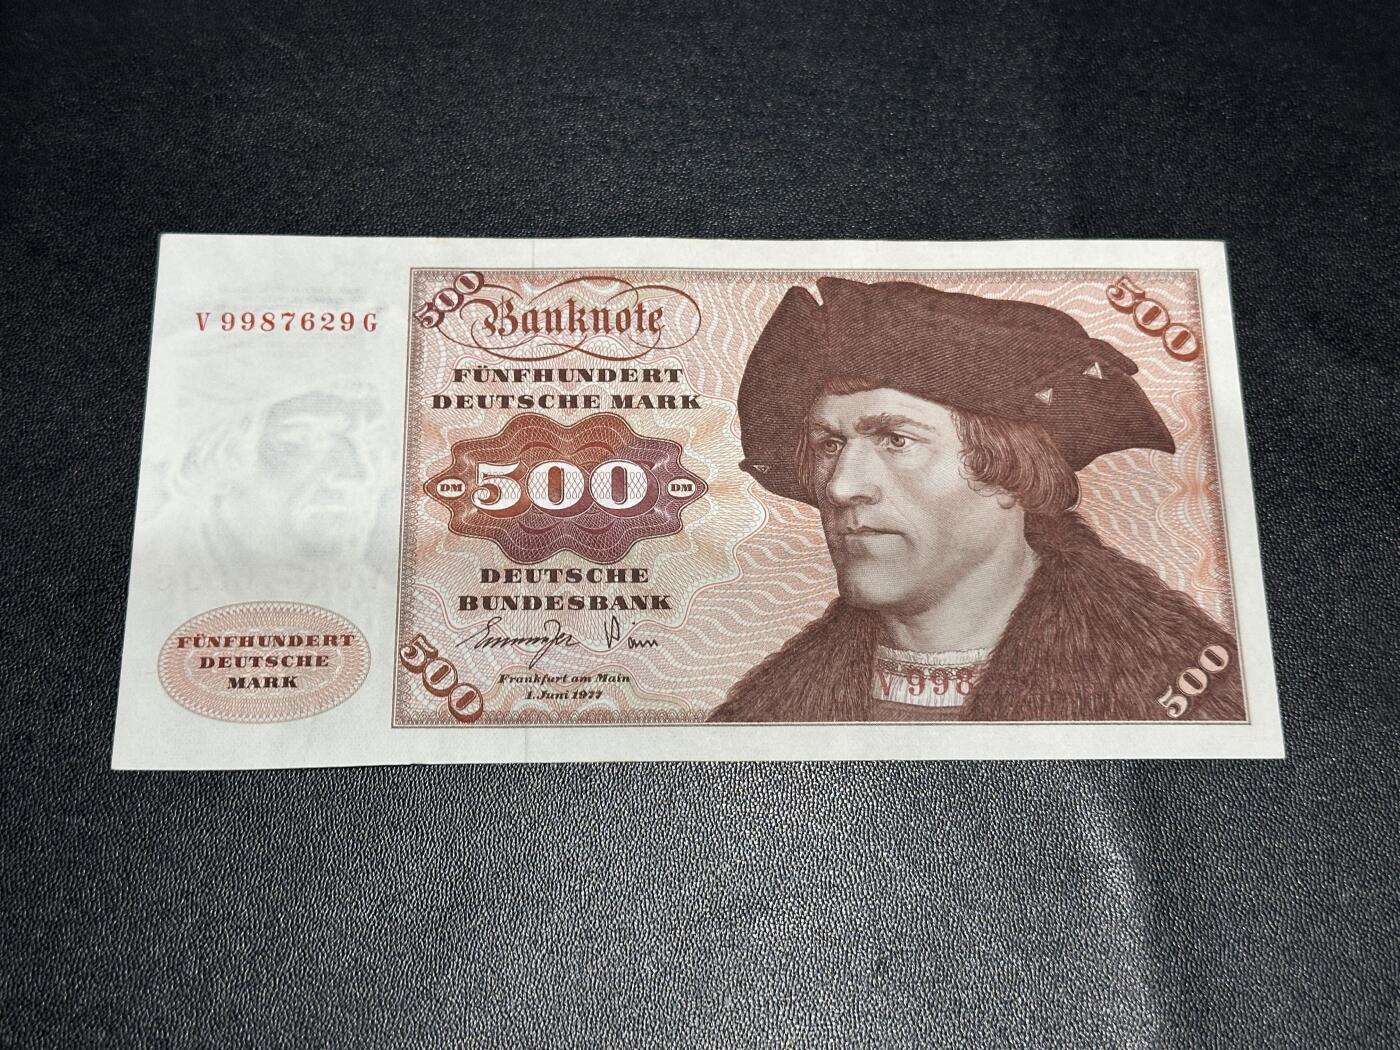 V 9987629 G
500
Banknote
500
FÜNFHUNDERT
DEUTSCHE MARK
DM 500 DM
DEUTSCHE
BUNDESBANK
Frankfurt am Main
1. Juni 1977
FÜNFHUNDERT
DEUTSCHE
MARK
500
V 998
500